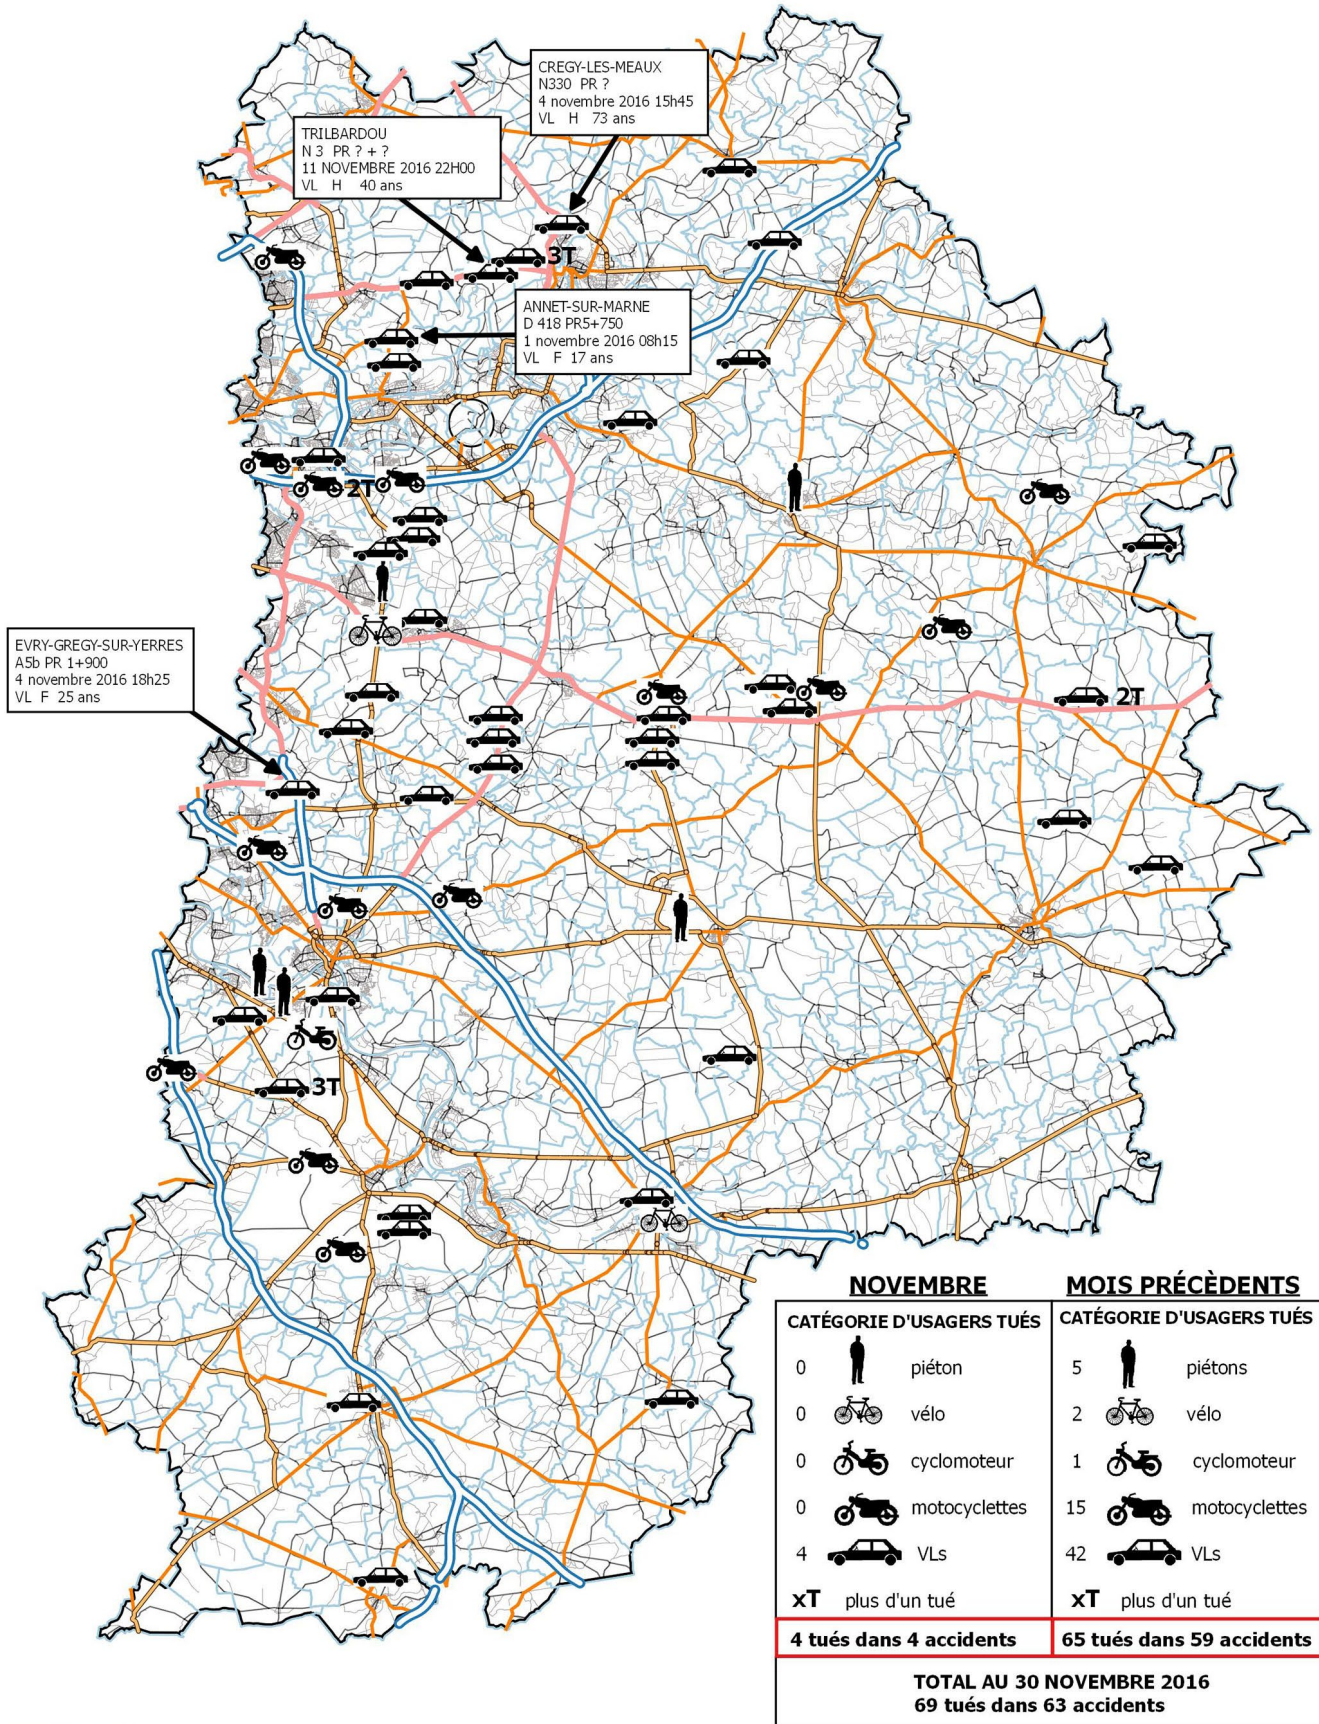 CREGY-LES-MEAUX
N330 PR ?
4 novembre 2016 15h45
VL H 73 ans
TRILBARDOU
N 3 PR ? + ?
11 NOVEMBRE 2016 22H00
VL H 40 ans
3T
ANNET-SUR-MARNE
D 418 PR5+750
1 novembre 2016 08h15
VL F 17 ans
2T
EVRY-GREGY-SUR-YERRES
A5b PR 1+900
4 novembre 2016 18h25
VL F 25 ans
2T
3T
NOVEMBRE
CATÉGORIE D'USAGERS TUÉS
0 piéton
0 vélo
0 cyclomoteur
0 motocyclettes
4 VLs
xT plus d'un tué
4 tués dans 4 accidents
MOIS PRÉCÈDENTS
CATÉGORIE D'USAGERS TUÉS
5 piétons
2 vélo
1 cyclomoteur
15 motocyclettes
42 VLs
xT plus d'un tué
65 tués dans 59 accidents
TOTAL AU 30 NOVEMBRE 2016
69 tués dans 63 accidents